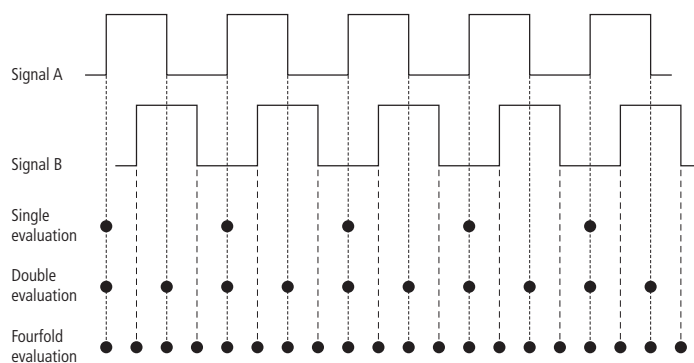 Signal A
Signal B
Single
evaluation
Double
evaluation
Fourfold
evaluation